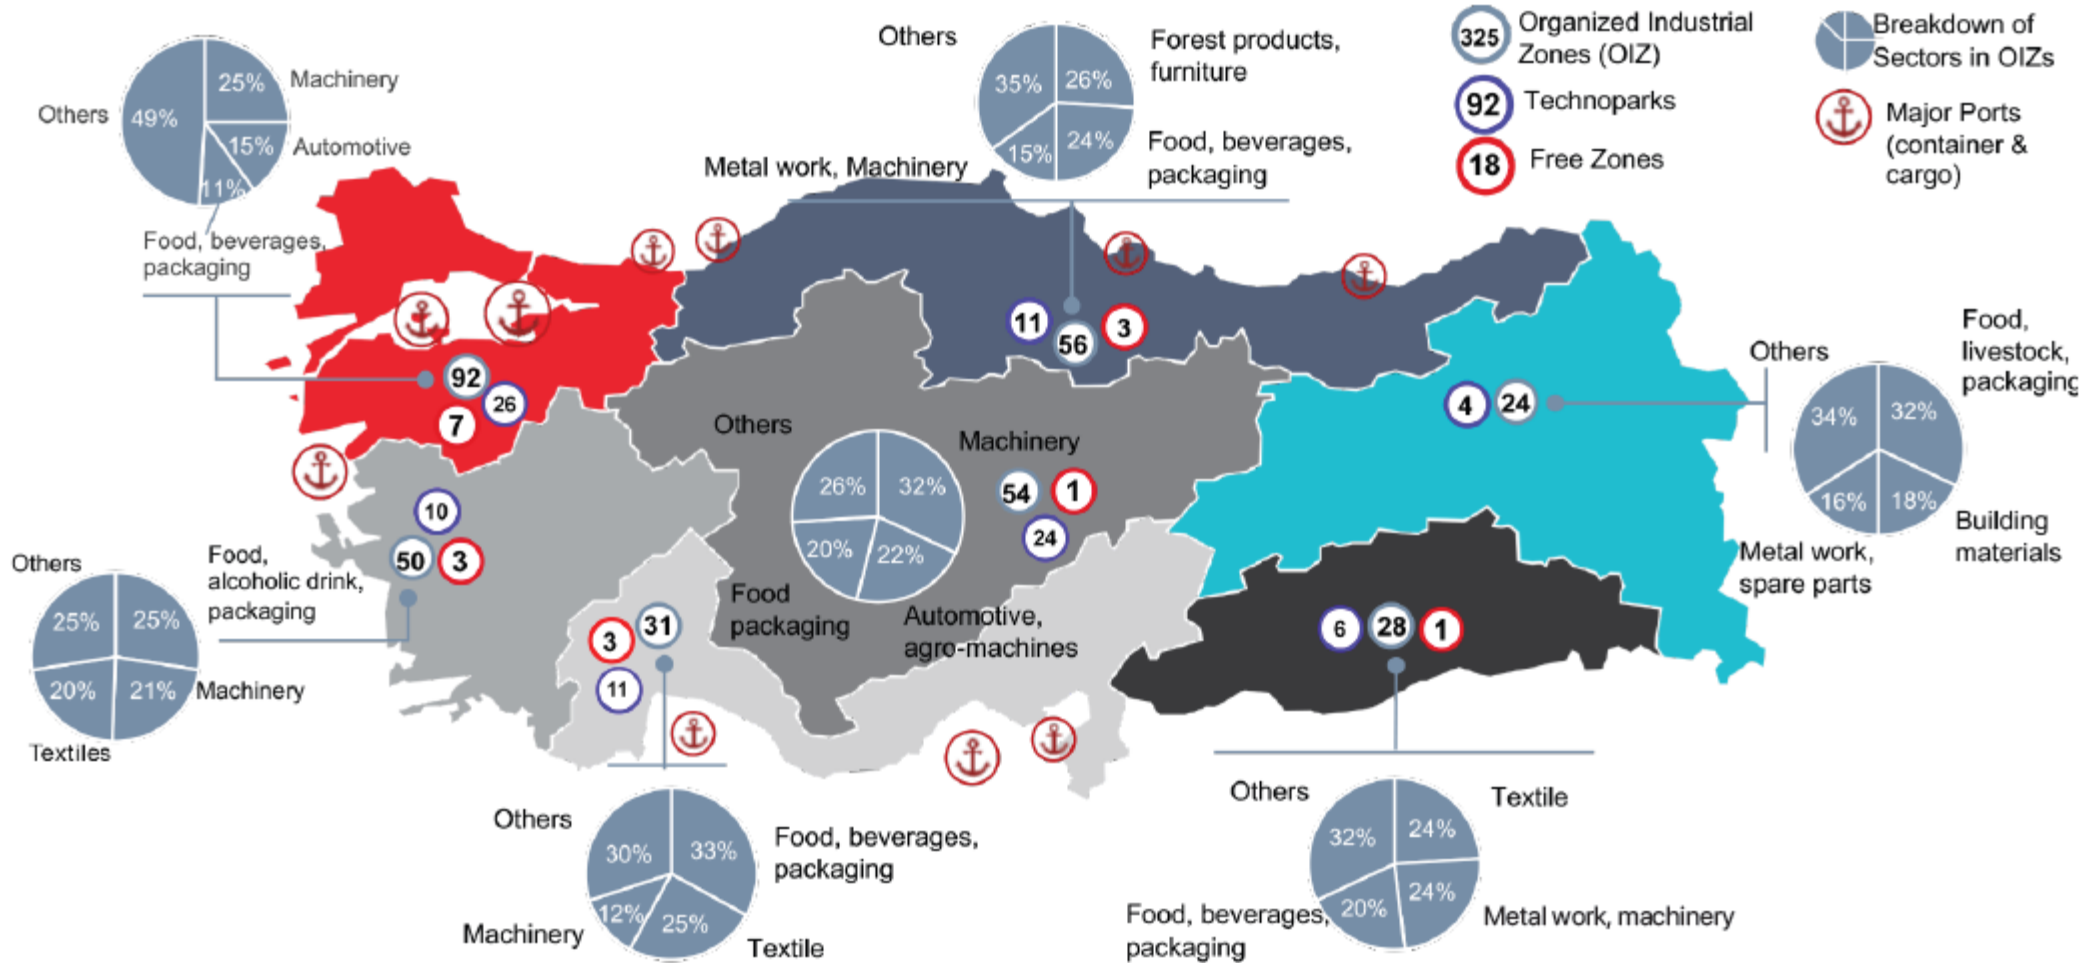 325
Organized Industrial
Zones (OIZ)
92
Technoparks
18
Free Zones
Breakdown of
Sectors in OIZs
Major Ports
(container &
cargo)
Others
49%
25%
Machinery
15%
Automotive
11%
Food, beverages,
packaging
92
26
7
Others
35%
26%
Forest products,
furniture
24%
Food, beverages,
packaging
15%
Metal work, Machinery
11
56
3
4
24
Others
34%
32%
Food,
livestock,
packaging
18%
Building
materials
16%
Metal work,
spare parts
Others
26%
32%
Machinery
20%
22%
Food
packaging
Automotive,
agro-machines
54
1
24
10
50
3
Others
25%
25%
Food,
alcoholic drink,
packaging
20%
21%
Machinery
Textiles
3
31
11
Others
30%
33%
Food, beverages,
packaging
12%
25%
Machinery
Textile
6
28
1
Others
32%
24%
Textile
20%
24%
Food, beverages,
packaging
Metal work, machinery